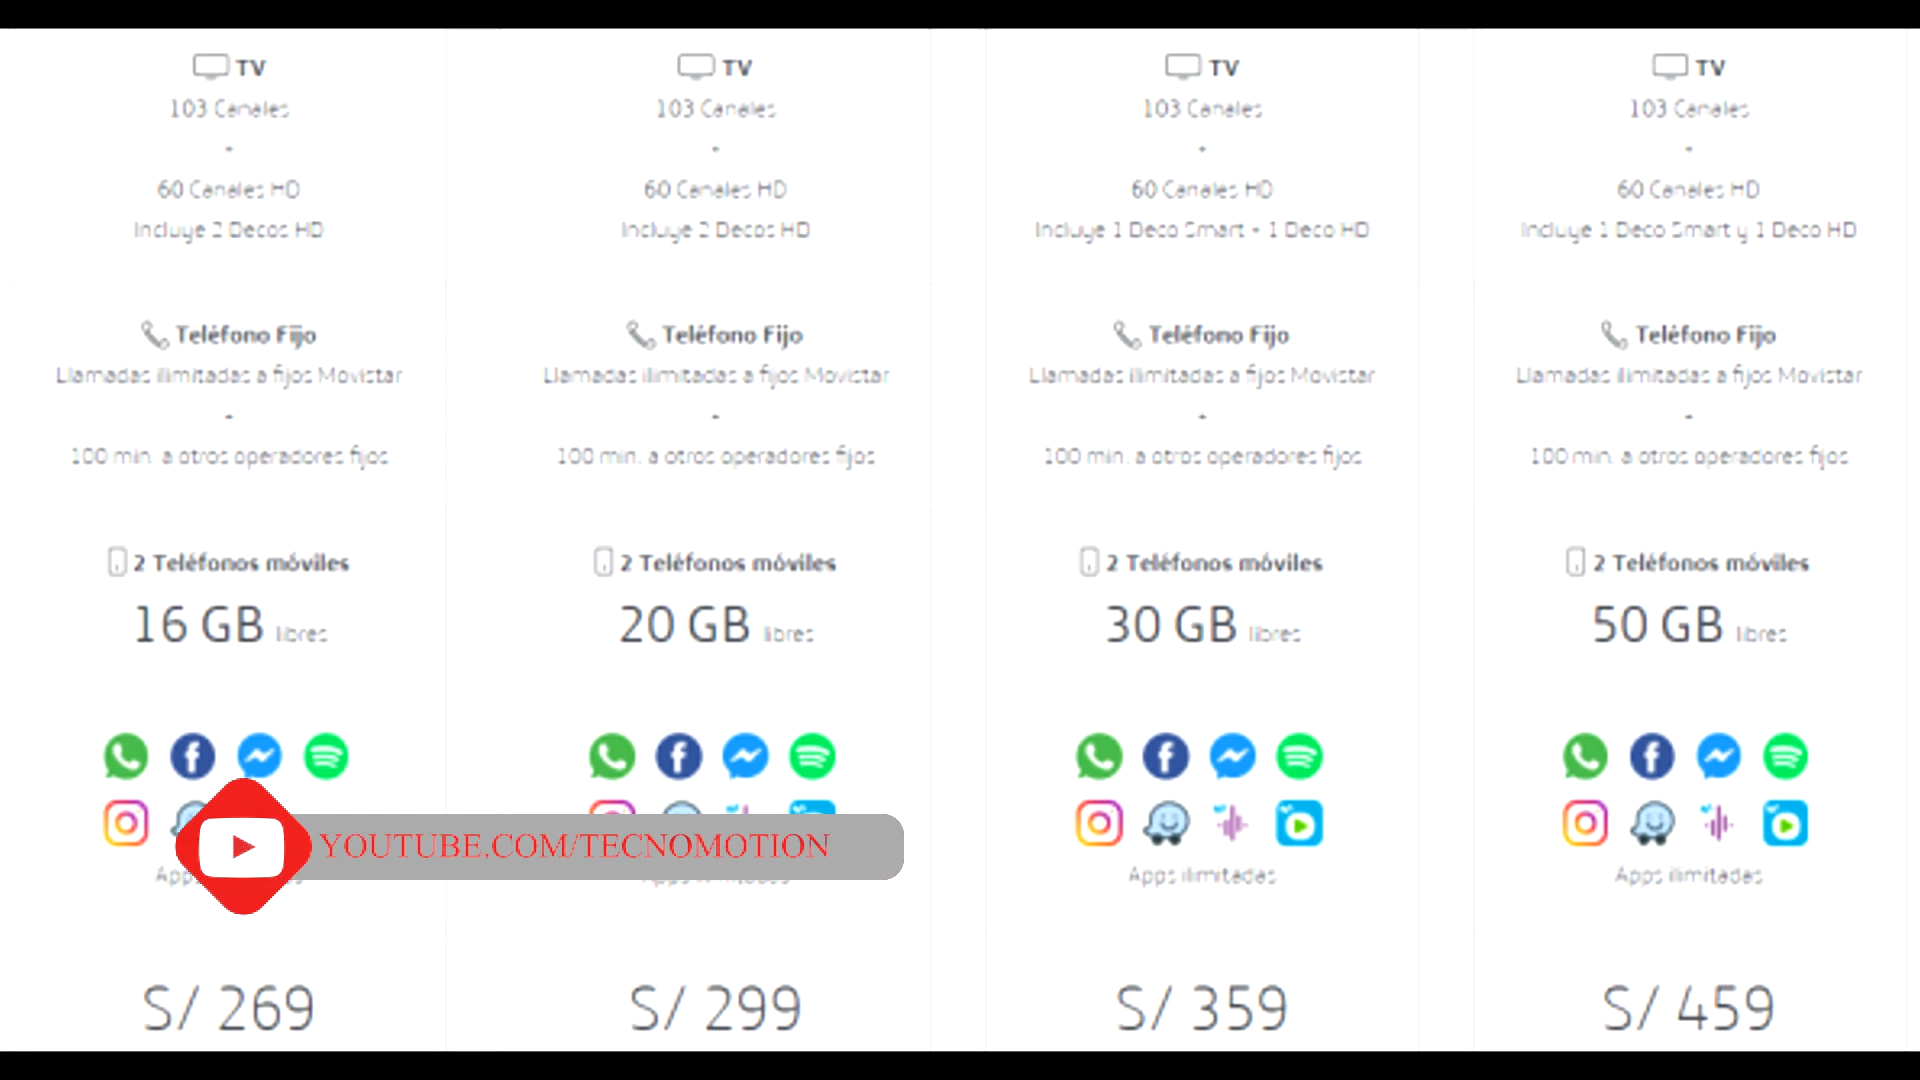 TV
103 Canales
+
60 Canales HD
Incluye 2 Decos HD
Teléfono Fijo
Llamadas ilimitadas a fijos Movistar
+
100 min. a otros operadores fijos
2 Teléfonos móviles
16 GB libres
S/ 269
TV
103 Canales
+
60 Canales HD
Incluye 2 Decos HD
Teléfono Fijo
Llamadas ilimitadas a fijos Movistar
+
100 min. a otros operadores fijos
2 Teléfonos móviles
20 GB libres
S/ 299
TV
103 Canales
+
60 Canales HD
Incluye 1 Deco Smart + 1 Deco HD
Teléfono Fijo
Llamadas ilimitadas a fijos Movistar
+
100 min. a otros operadores fijos
2 Teléfonos móviles
30 GB libres
Apps ilimitadas
S/ 359
TV
103 Canales
+
60 Canales HD
Incluye 1 Deco Smart y 1 Deco HD
Teléfono Fijo
Llamadas ilimitadas a fijos Movistar
+
100 min. a otros operadores fijos
2 Teléfonos móviles
50 GB libres
Apps ilimitadas
S/ 459
YOUTUBE.COM/TECNOMOTION